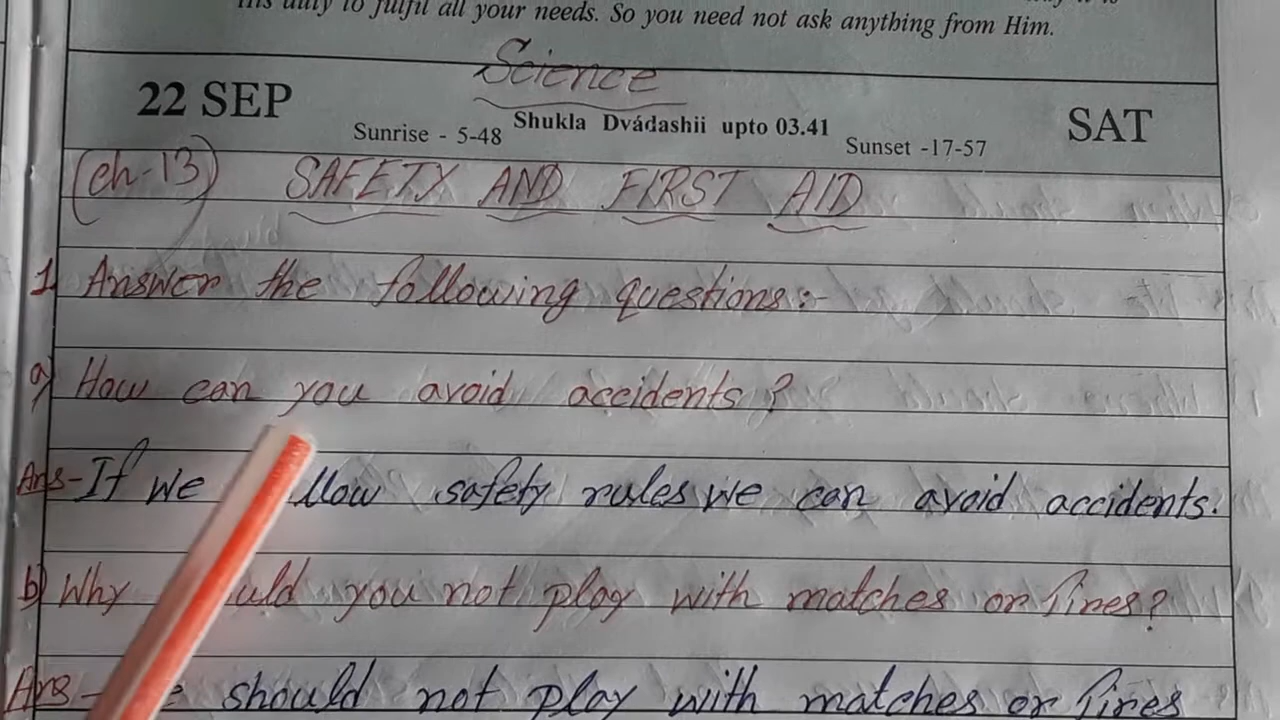 duty to fulfil all your needs. So you need not ask anything from Him.
Science
22 SEP
Shukla Dvádashii upto 03.41
SAT
Sunrise - 5-48
Sunset -17-57
(ch-13) SAFETY AND FIRST AID
1 Answer the following questions:-
a) How can you avoid accidents?
Ans- If we llow safety rules we can avoid accidents.
b) Why uld you not play with matches or fires?
Ans- e should not play with matches or fires